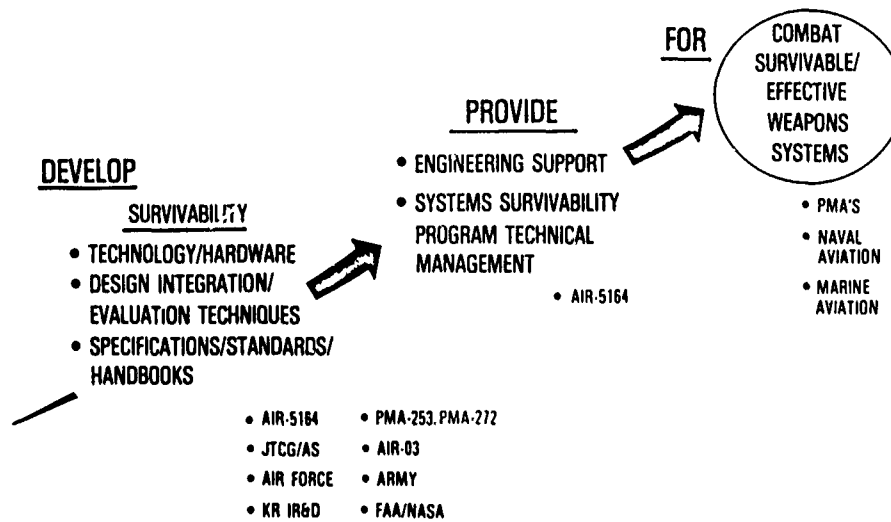 DEVELOP
SURVIVABILITY
• TECHNOLOGY/HARDWARE
• DESIGN INTEGRATION/
EVALUATION TECHNIQUES
• SPECIFICATIONS/STANDARDS/
HANDBOOKS
• AIR-5164
• JTCG/AS
• AIR FORCE
• KR IR&D
• PMA-253, PMA-272
• AIR-03
• ARMY
• FAA/NASA
PROVIDE
• ENGINEERING SUPPORT
• SYSTEMS SURVIVABILITY
PROGRAM TECHNICAL
MANAGEMENT
• AIR-5164
FOR
COMBAT
SURVIVABLE/
EFFECTIVE
WEAPONS
SYSTEMS
• PMA'S
• NAVAL
AVIATION
• MARINE
AVIATION